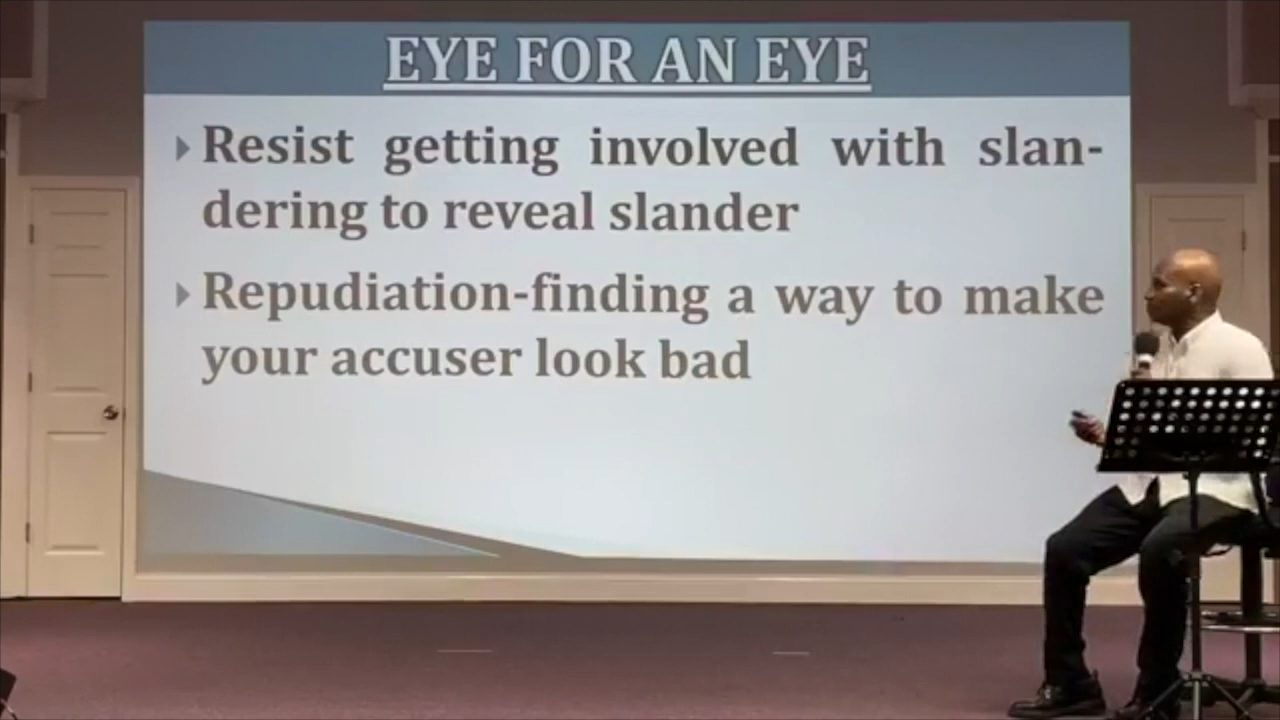 EYE FOR AN EYE
Resist getting involved with slan-
dering to reveal slander
Repudiation-finding a way to make
your accuser look bad